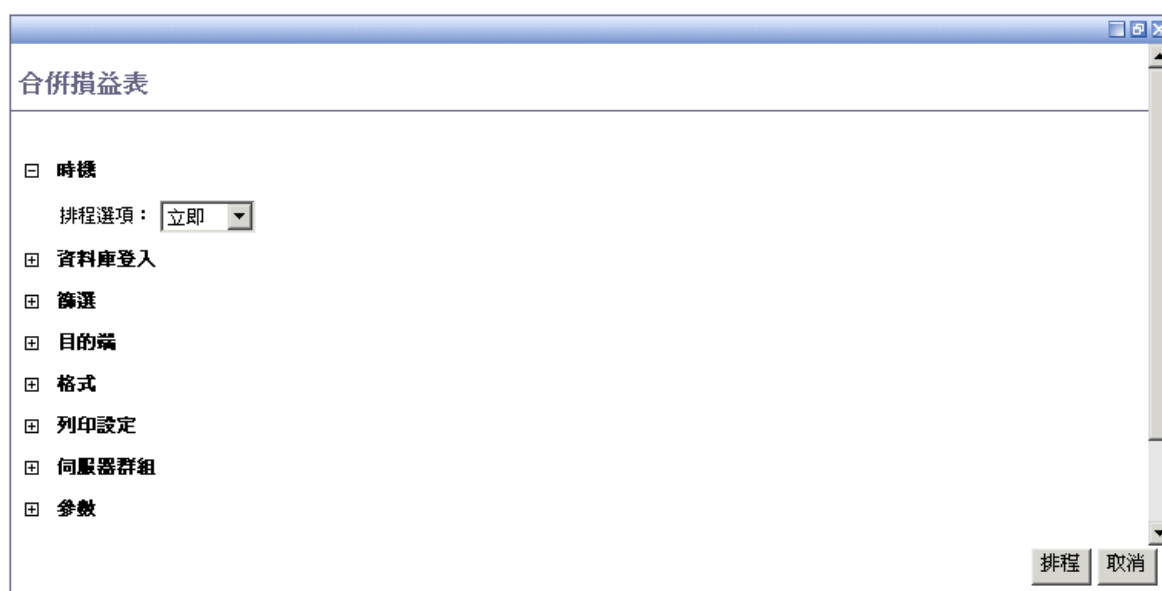 合併損益表
時機
排程選項： 立即
資料庫登入
篩選
目的端
格式
列印設定
伺服器群組
參數
排程 取消